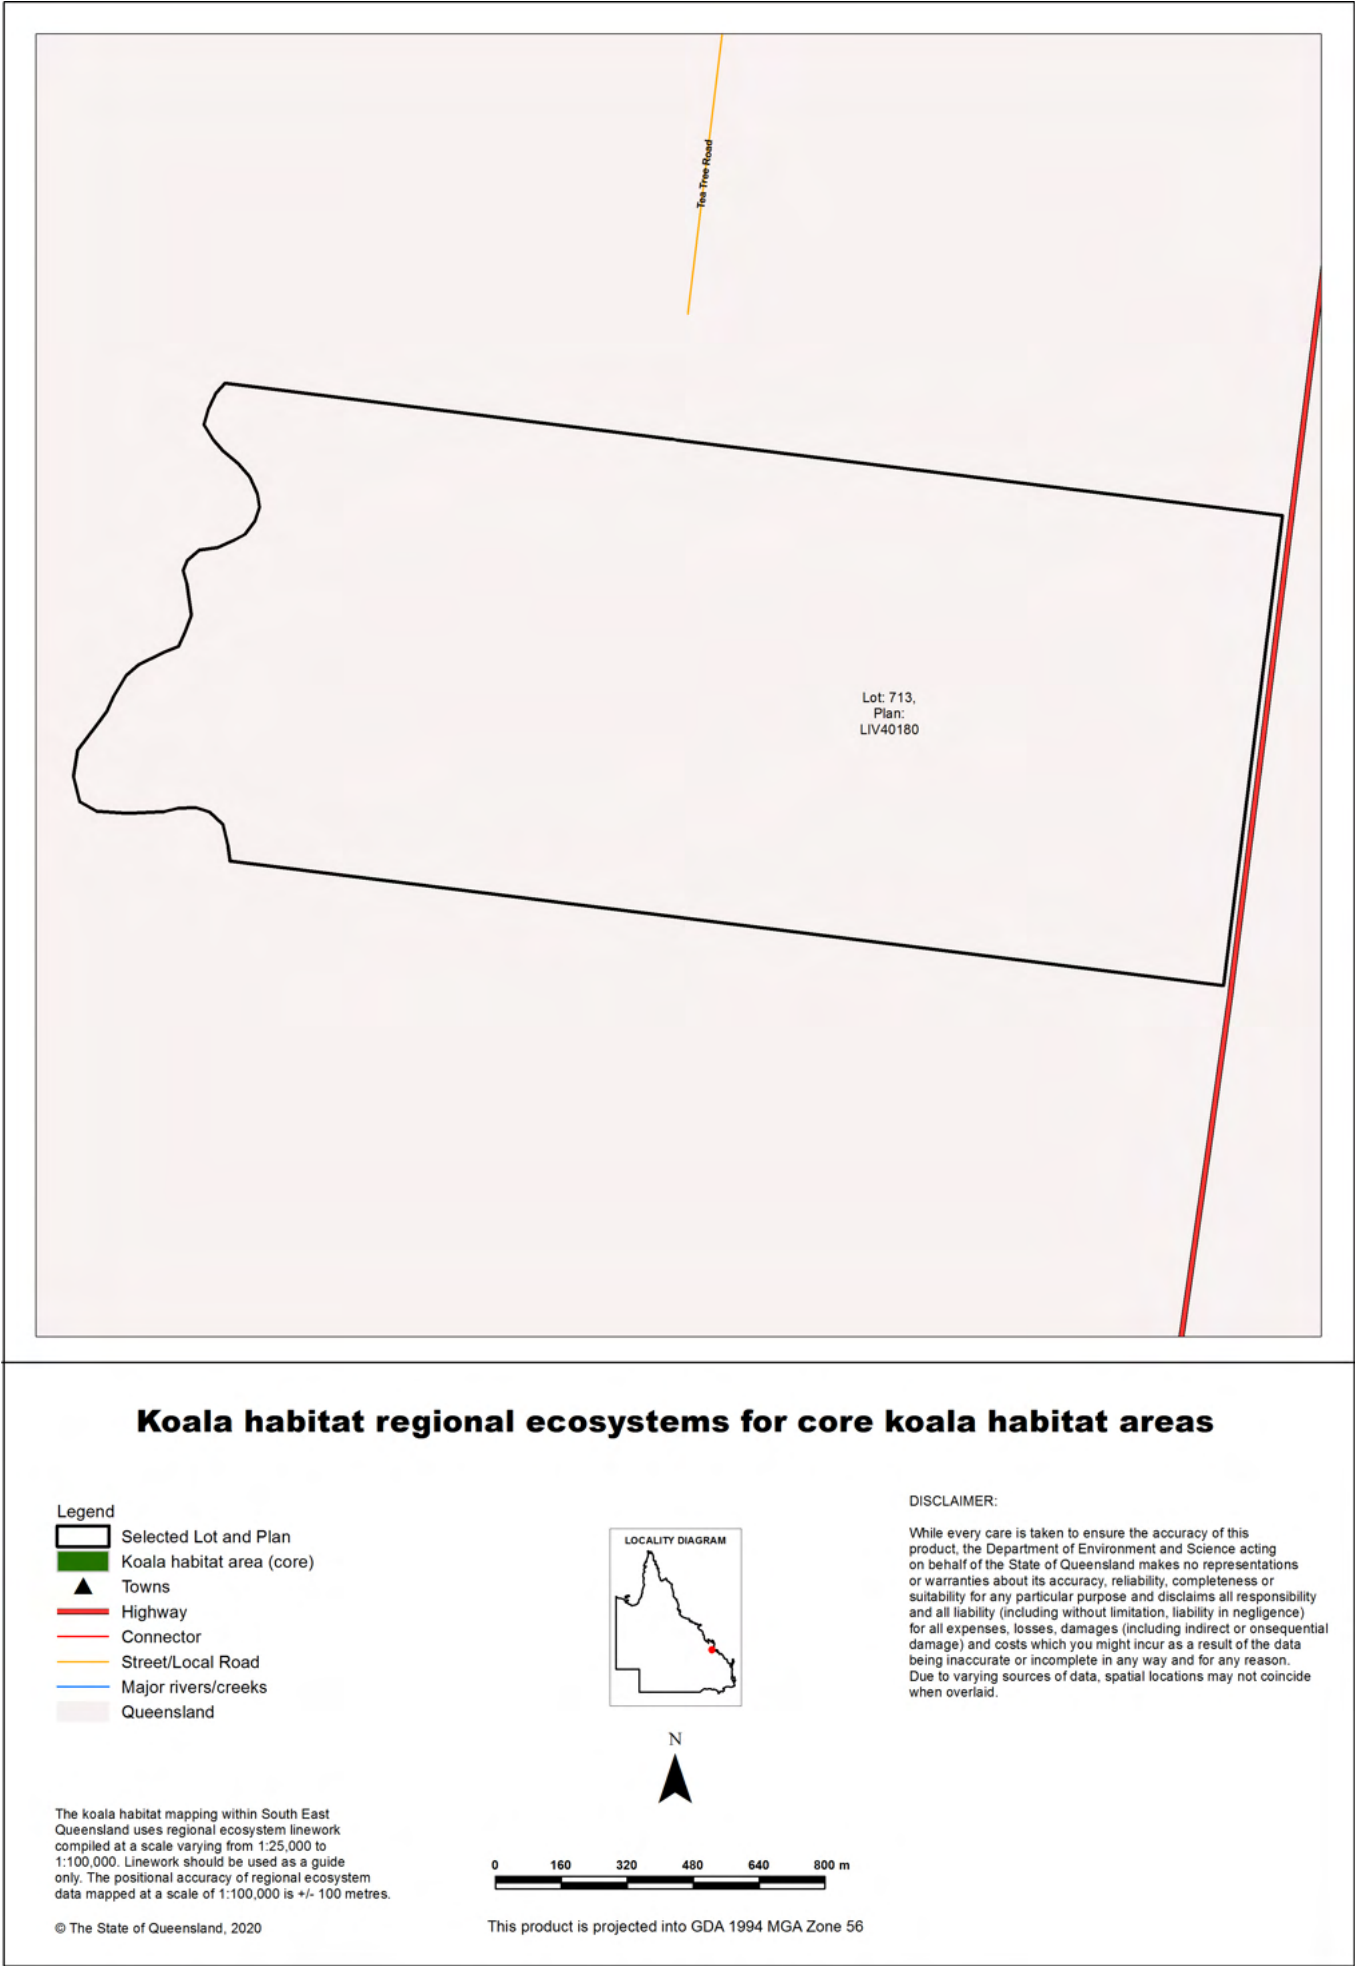 Tea Tree Road
Lot: 713,
Plan:
LIV40180
Koala habitat regional ecosystems for core koala habitat areas
Legend
Selected Lot and Plan
Koala habitat area (core)
Towns
Highway
Connector
Street/Local Road
Major rivers/creeks
Queensland
The koala habitat mapping within South East
Queensland uses regional ecosystem linework
compiled at a scale varying from 1:25,000 to
1:100,000. Linework should be used as a guide
only. The positional accuracy of regional ecosystem
data mapped at a scale of 1:100,000 is +/- 100 metres.
© The State of Queensland, 2020
LOCALITY DIAGRAM
N
0 160 320 480 640 800 m
This product is projected into GDA 1994 MGA Zone 56
DISCLAIMER:
While every care is taken to ensure the accuracy of this
product, the Department of Environment and Science acting
on behalf of the State of Queensland makes no representations
or warranties about its accuracy, reliability, completeness or
suitability for any particular purpose and disclaims all responsibility
and all liability (including without limitation, liability in negligence)
for all expenses, losses, damages (including indirect or onsequential
damage) and costs which you might incur as a result of the data
being inaccurate or incomplete in any way and for any reason.
Due to varying sources of data, spatial locations may not coincide
when overlaid.